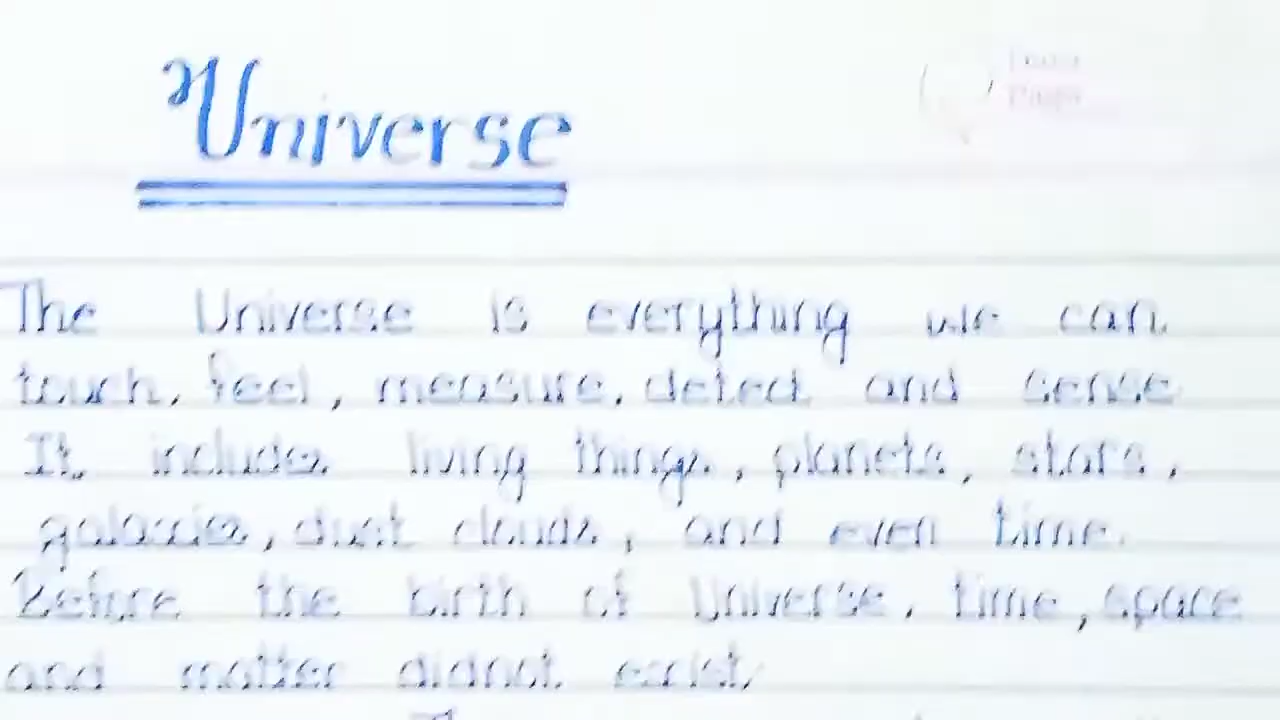 Universe
The Universe is everything we can
touch, feel, measure, detect and sense
It includes living things, planets, stars,
galaxies, dust clouds, and even time.
Before the birth of Universe, time, space
and matter didnot exist.